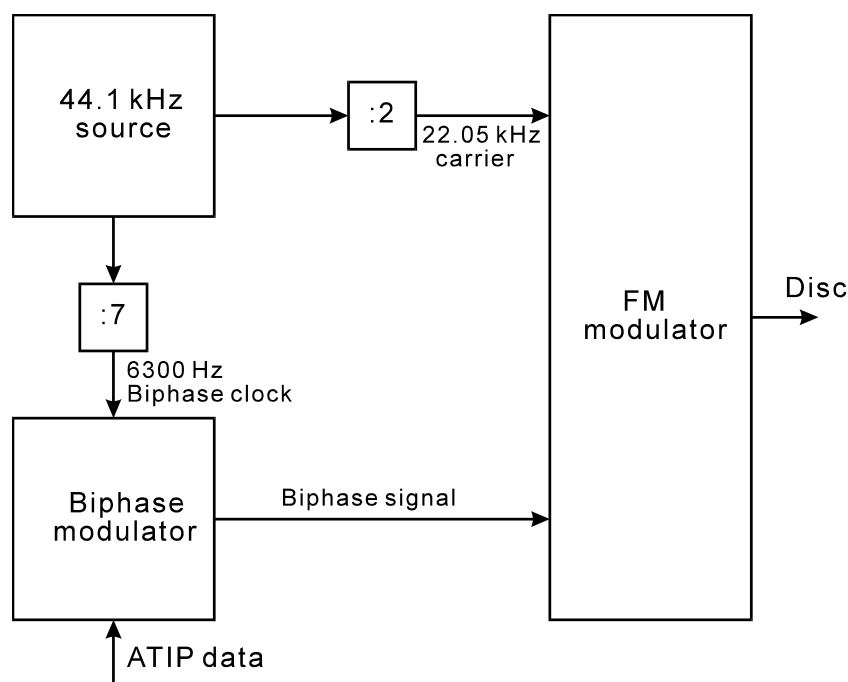 44.1 kHz
source
:2
22.05 kHz
carrier
:7
6300 Hz
Biphase clock
FM
modulator
Disc
Biphase
modulator
Biphase signal
ATIP data